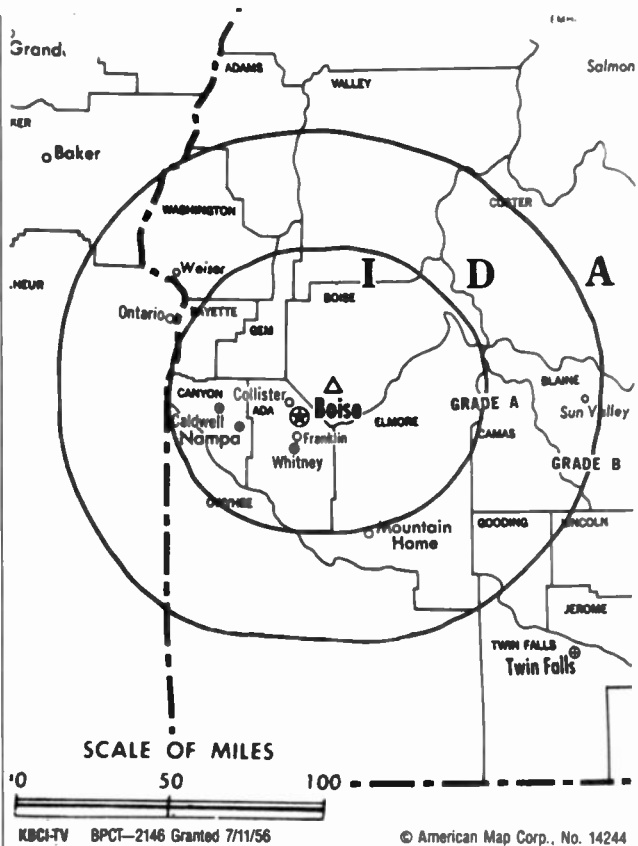 Grand
ADAMS
VALLEY
Salmon
Baker
CUSTER
WASHINGTON
Weiser
I D A
BOISE
Ontario
PAYETTE
GEM
BLAINE
CANYON
Collister
ADA
Boise
ELMORE
GRADE A
Sun Valley
Caldwell
Nampa
Franklin
CAMAS
Whitney
GRADE B
OWYHEE
Mountain
Home
GOODING
LINCOLN
JEROME
TWIN FALLS
Twin Falls
SCALE OF MILES
0 50 100
KBCI-TV BPCT—2146 Granted 7/11/56
© American Map Corp., No. 14244